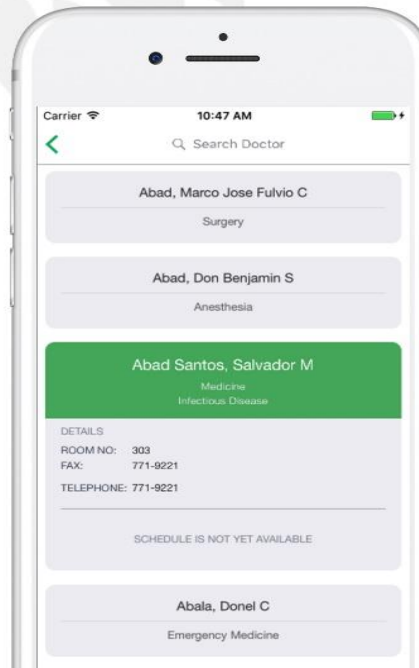 Carrier 10:47 AM
Search Doctor
Abad, Marco Jose Fulvio C
Surgery
Abad, Don Benjamin S
Anesthesia
Abad Santos, Salvador M
Medicine
Infectious Disease
DETAILS
ROOM NO: 303
FAX: 771-9221
TELEPHONE: 771-9221
SCHEDULE IS NOT YET AVAILABLE
Abala, Donel C
Emergency Medicine